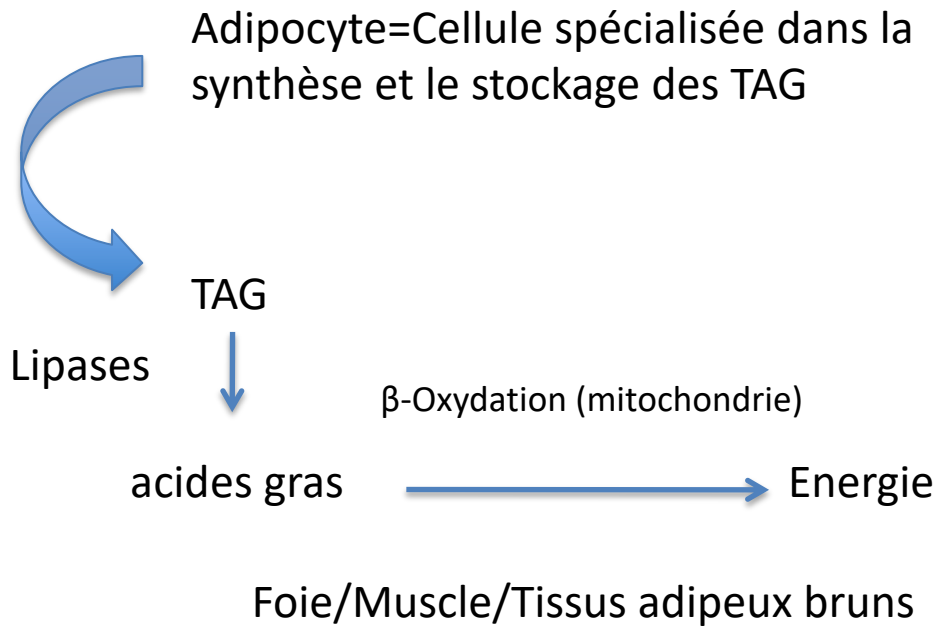 Adipocyte=Cellule spécialisée dans la
synthèse et le stockage des TAG
TAG
Lipases
β-Oxydation (mitochondrie)
acides gras
Energie
Foie/Muscle/Tissus adipeux bruns